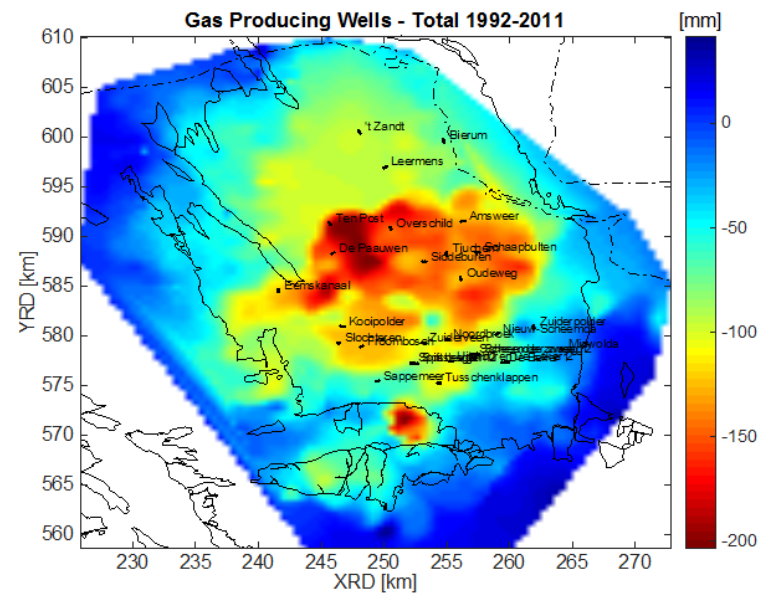 Gas Producing Wells - Total 1992-2011
[mm]
610
605
600
595
590
585
580
575
570
565
560
YRD [km]
't Zandt
Bierum
Leermens
Ten Post
Overschild
Amsweer
De Paauwen
Tjuchem
Schaapbulten
Siddeburen
Oudeweg
Eemskanaal
Kooipolder
Zuiderpolder
Slochteren
Froombosch
Zuiderveen
Noordbroek
Nieuw Scheemda
Midwolda
Sappemeer
Tusschenklappen
0
-50
-100
-150
-200
230
235
240
245
250
255
260
265
270
XRD [km]